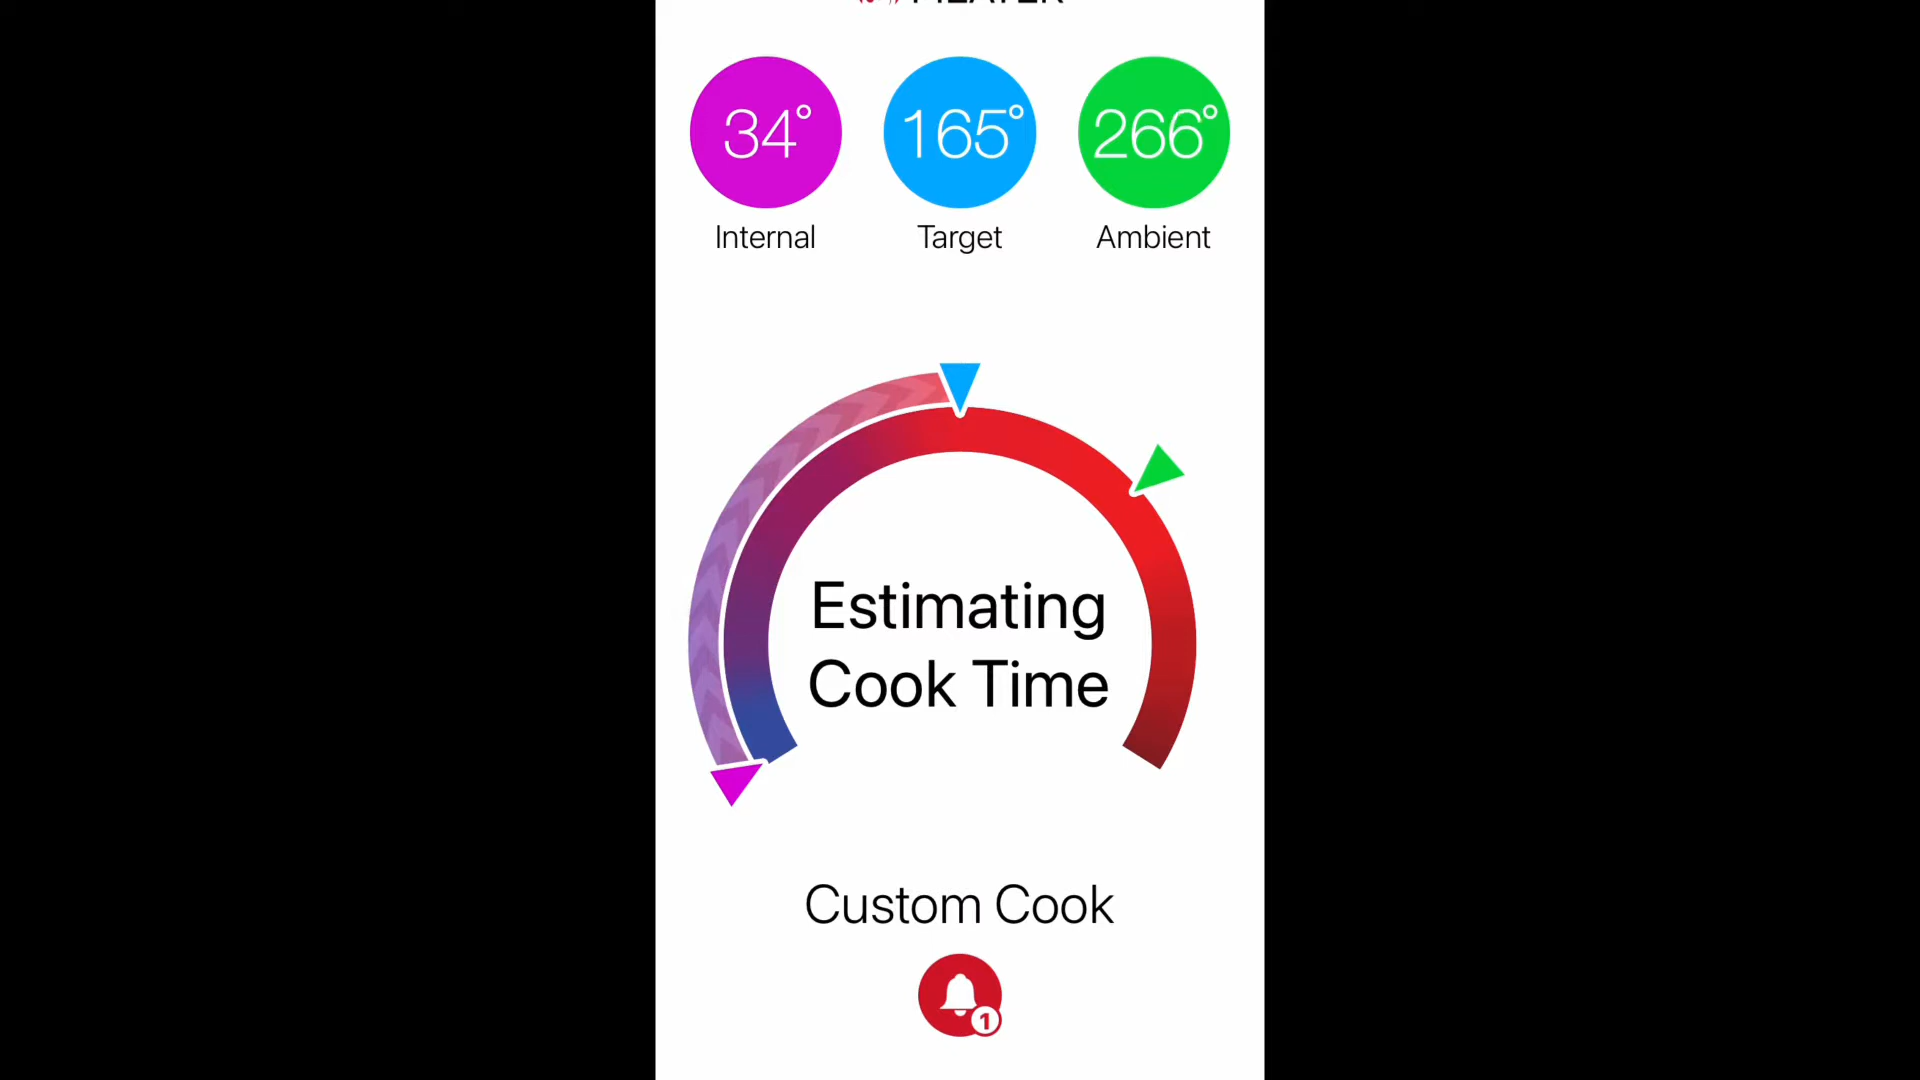 34° 165° 266°
Internal Target Ambient
Estimating
Cook Time
Custom Cook
1